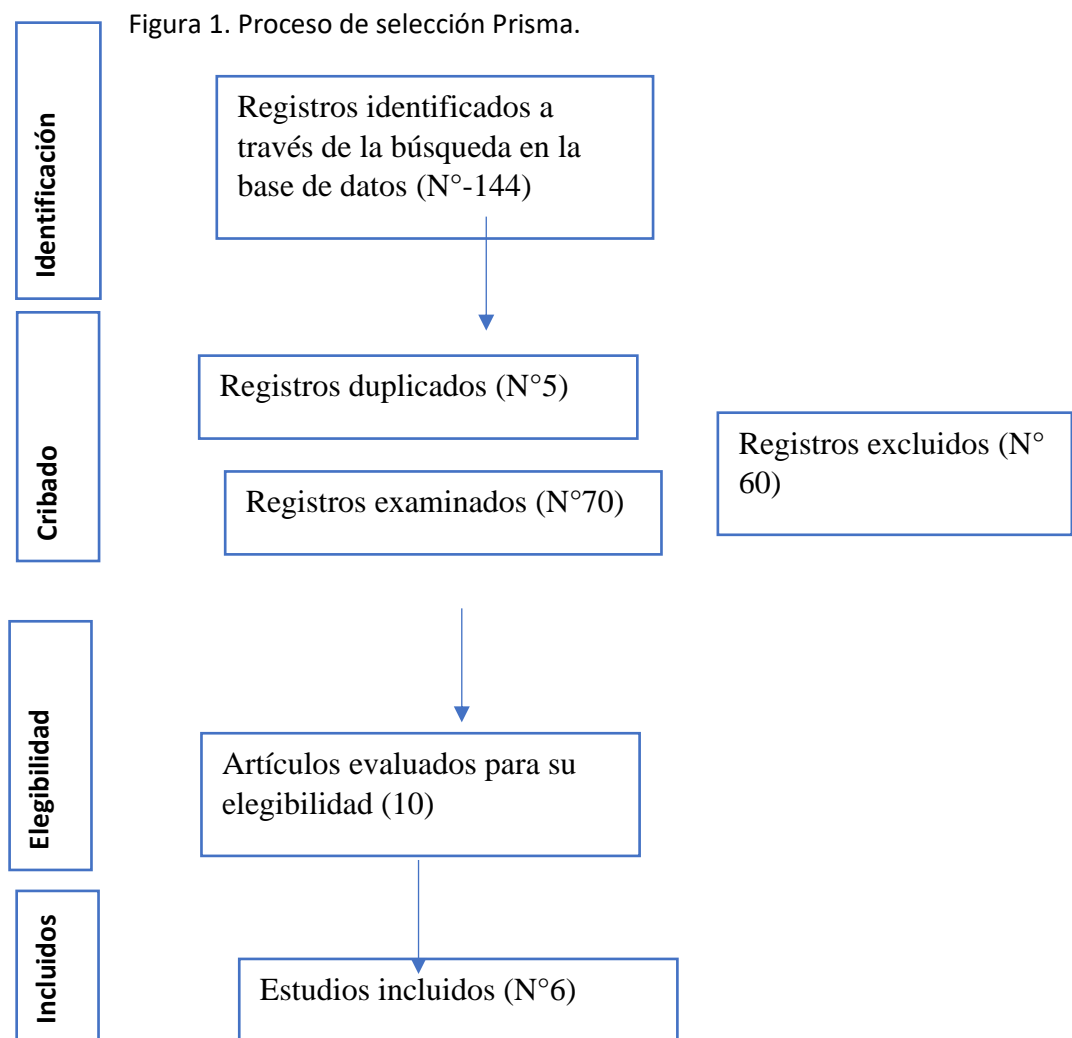 Figura 1. Proceso de selección Prisma.
Identificación
Registros identificados a
través de la búsqueda en la
base de datos (N°-144)
Cribado
Registros duplicados (N°5)
Registros excluidos (N°
60)
Registros examinados (N°70)
Elegibilidad
Artículos evaluados para su
elegibilidad (10)
Incluidos
Estudios incluidos (N°6)